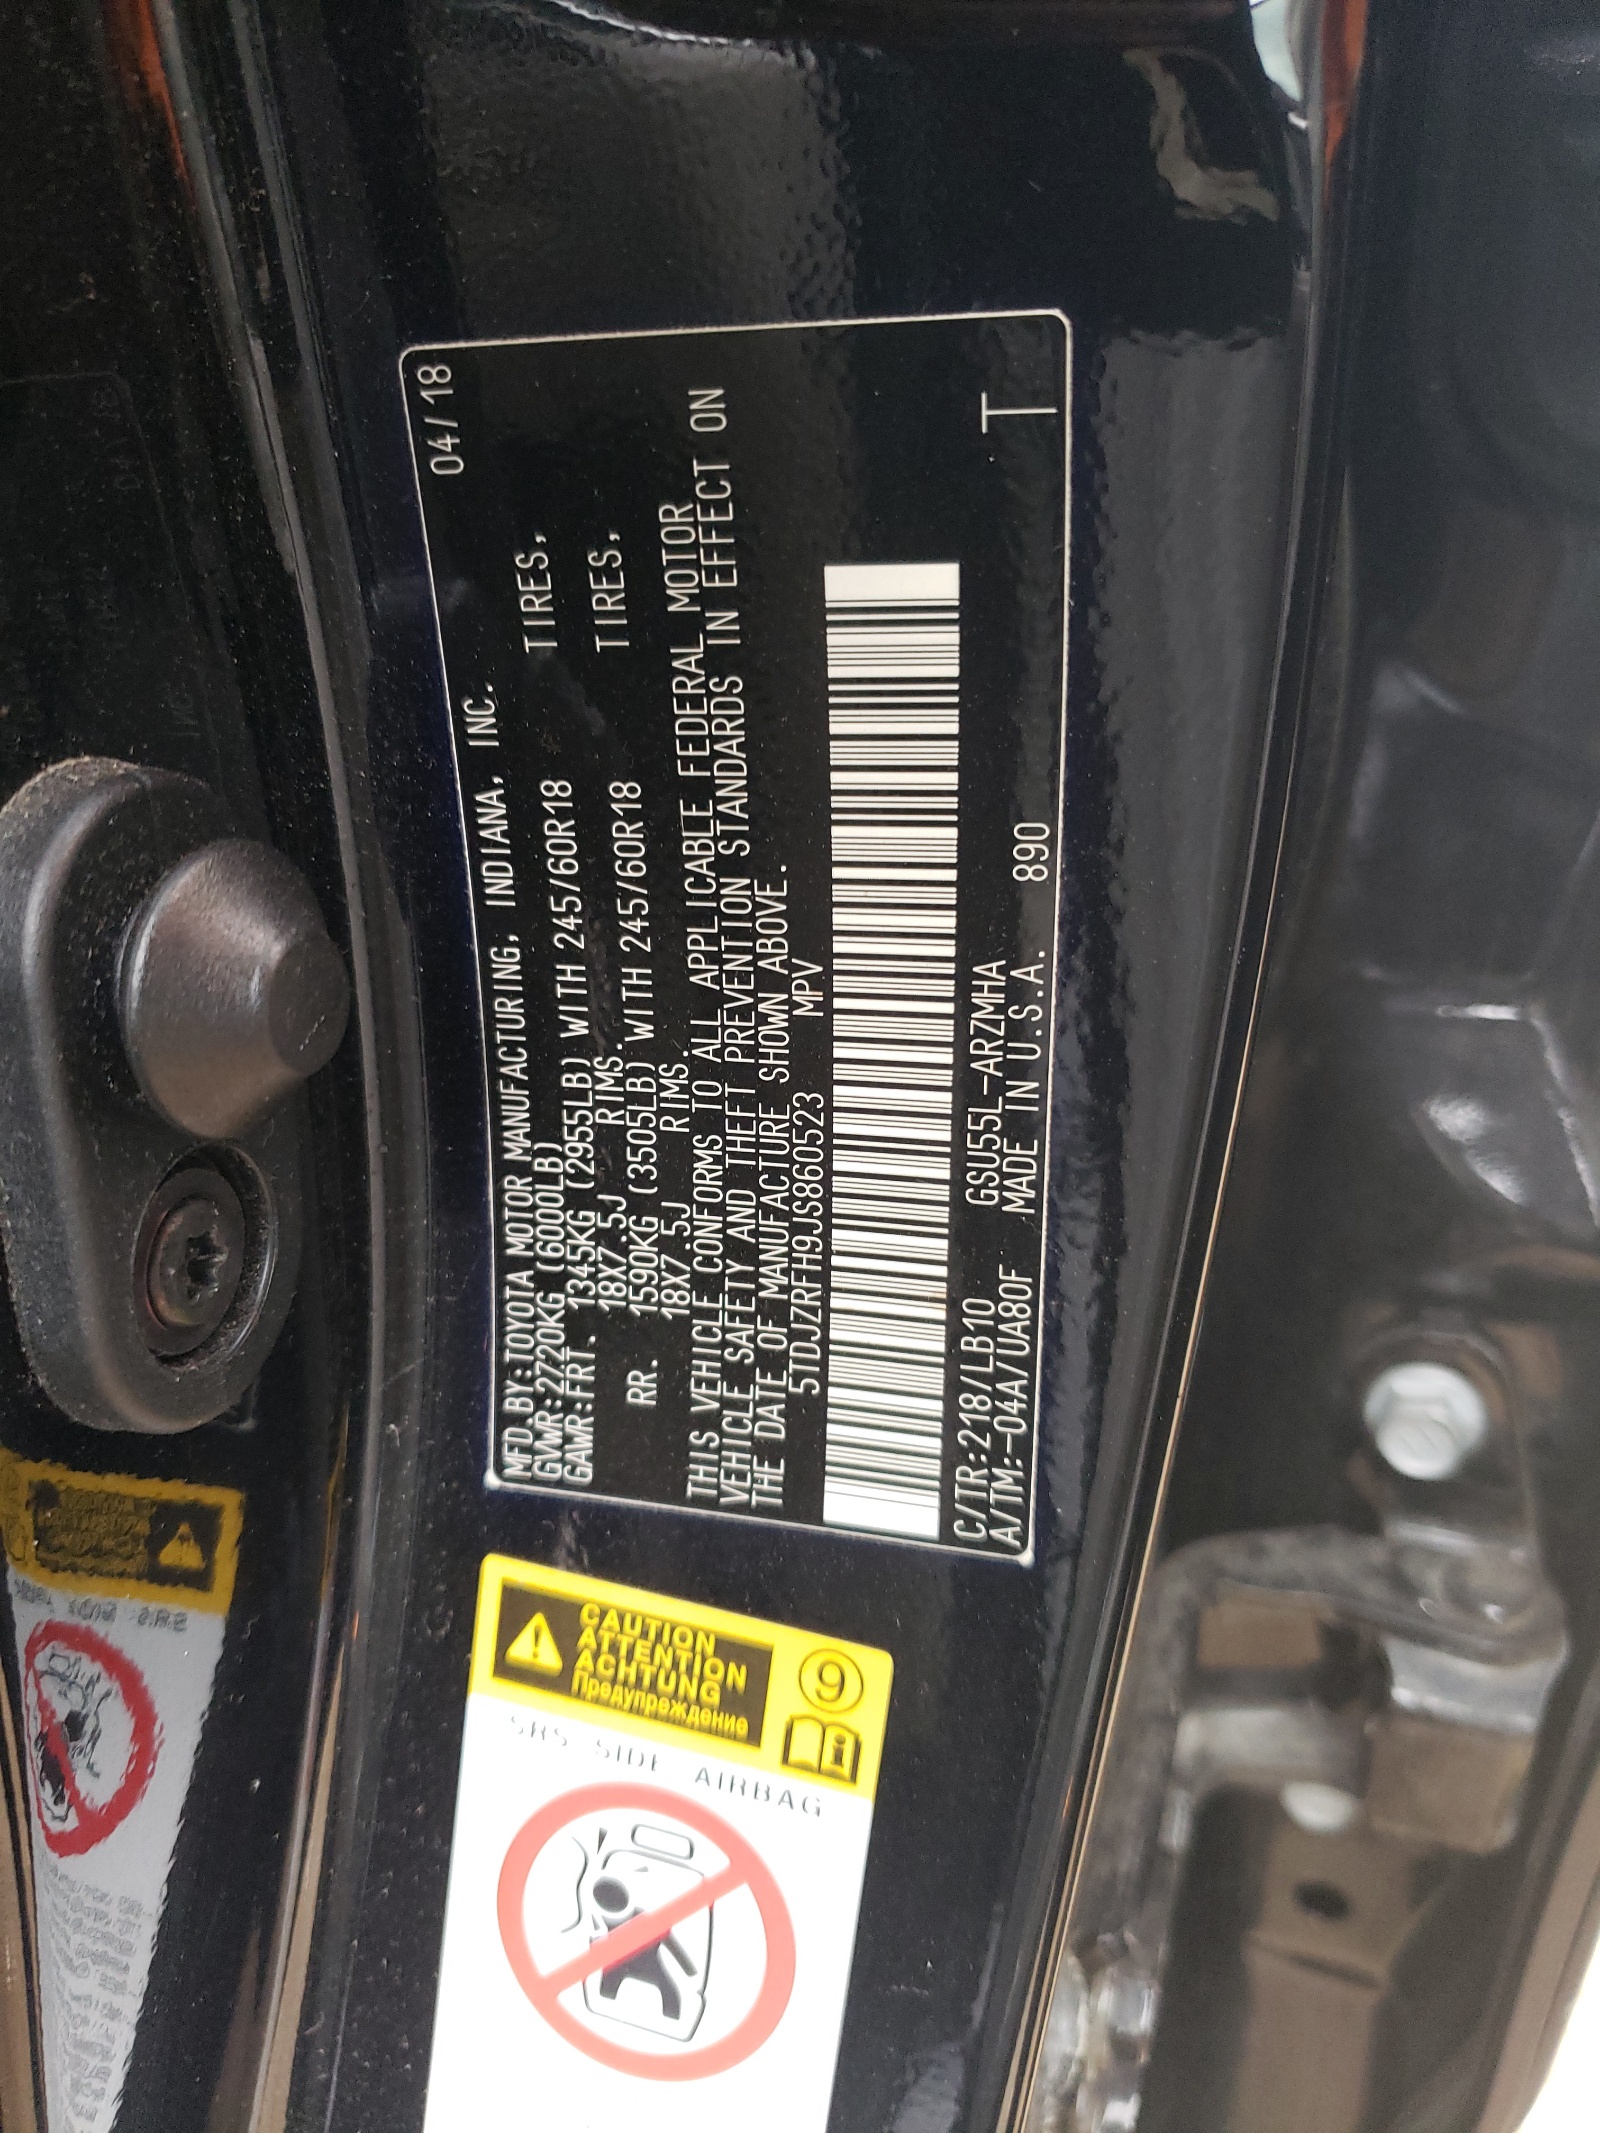 04/18
MFD.BY:TOYOTA MOTOR MANUFACTURING, INDIANA, INC.
GVWR:2720KG (6000LB)
GAWR:FRT. 1345KG (2955LB) WITH 245/60R18 TIRES,
18X7.5J RIMS.
RR. 1590KG (3505LB) WITH 245/60R18 TIRES,
18X7.5J RIMS.
THIS VEHICLE CONFORMS TO ALL APPLICABLE FEDERAL MOTOR
VEHICLE SAFETY AND THEFT PREVENTION STANDARDS IN EFFECT ON
THE DATE OF MANUFACTURE SHOWN ABOVE.
5TDJZRFH9JS860523 MPV
C/TR:218/LB10 GSU55L-ARZMHA T
A/TM:-04A/UA80F MADE IN U.S.A. 890
CAUTION
ATTENTION
ACHTUNG
Предупреждение
9
i
SRS SIDE AIRBAG